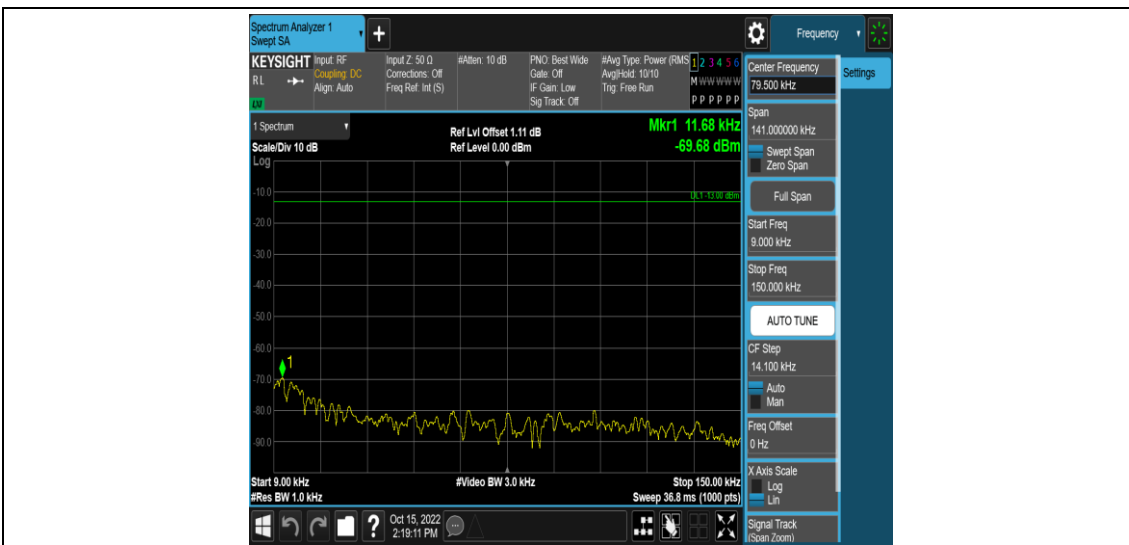 Spectrum Analyzer 1
Swept SA
+
Frequency
KEYSIGHT
RL
LXI
Input: RF
Coupling: DC
Align: Auto
Input Z: 50 Ω
Corrections: Off
Freq Ref: Int (S)
#Atten: 10 dB
PNO: Best Wide
Gate: Off
IF Gain: Low
Sig Track: Off
#Avg Type: Power (RMS
Avg|Hold: 10/10
Trig: Free Run
1 2 3 4 5 6
M W W W W W
P P P P P P
1 Spectrum
Scale/Div 10 dB
Log
Ref Lvl Offset 1.11 dB
Ref Level 0.00 dBm
Mkr1 11.68 kHz
-69.68 dBm
DL1 -13.00 dBm
-10.0
-20.0
-30.0
-40.0
-50.0
-60.0
-70.0
-80.0
-90.0
1
Start 9.00 kHz
#Res BW 1.0 kHz
#Video BW 3.0 kHz
Stop 150.00 kHz
Sweep 36.8 ms (1000 pts)
?
Oct 15, 2022
2:19:11 PM
Center Frequency
79.500 kHz
Settings
Span
141.000000 kHz
Swept Span
Zero Span
Full Span
Start Freq
9.000 kHz
Stop Freq
150.000 kHz
AUTO TUNE
CF Step
14.100 kHz
Auto
Man
Freq Offset
0 Hz
X Axis Scale
Log
Lin
Signal Track
(Span Zoom)